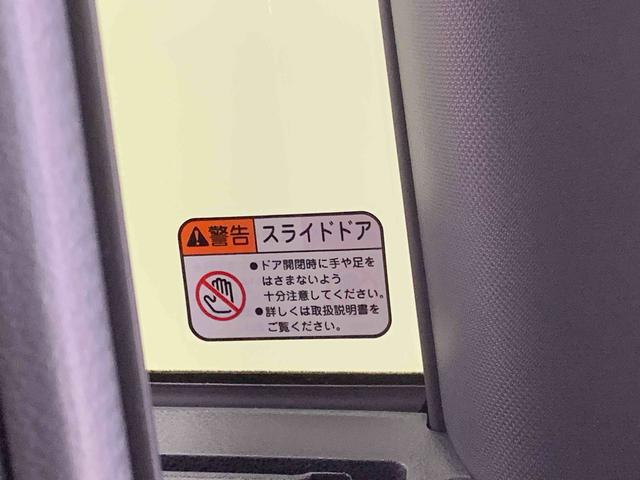 警告 スライドドア
●ドア開閉時に手や足を
はさまないよう
十分注意してください。
●詳しくは取扱説明書を
ご覧ください。